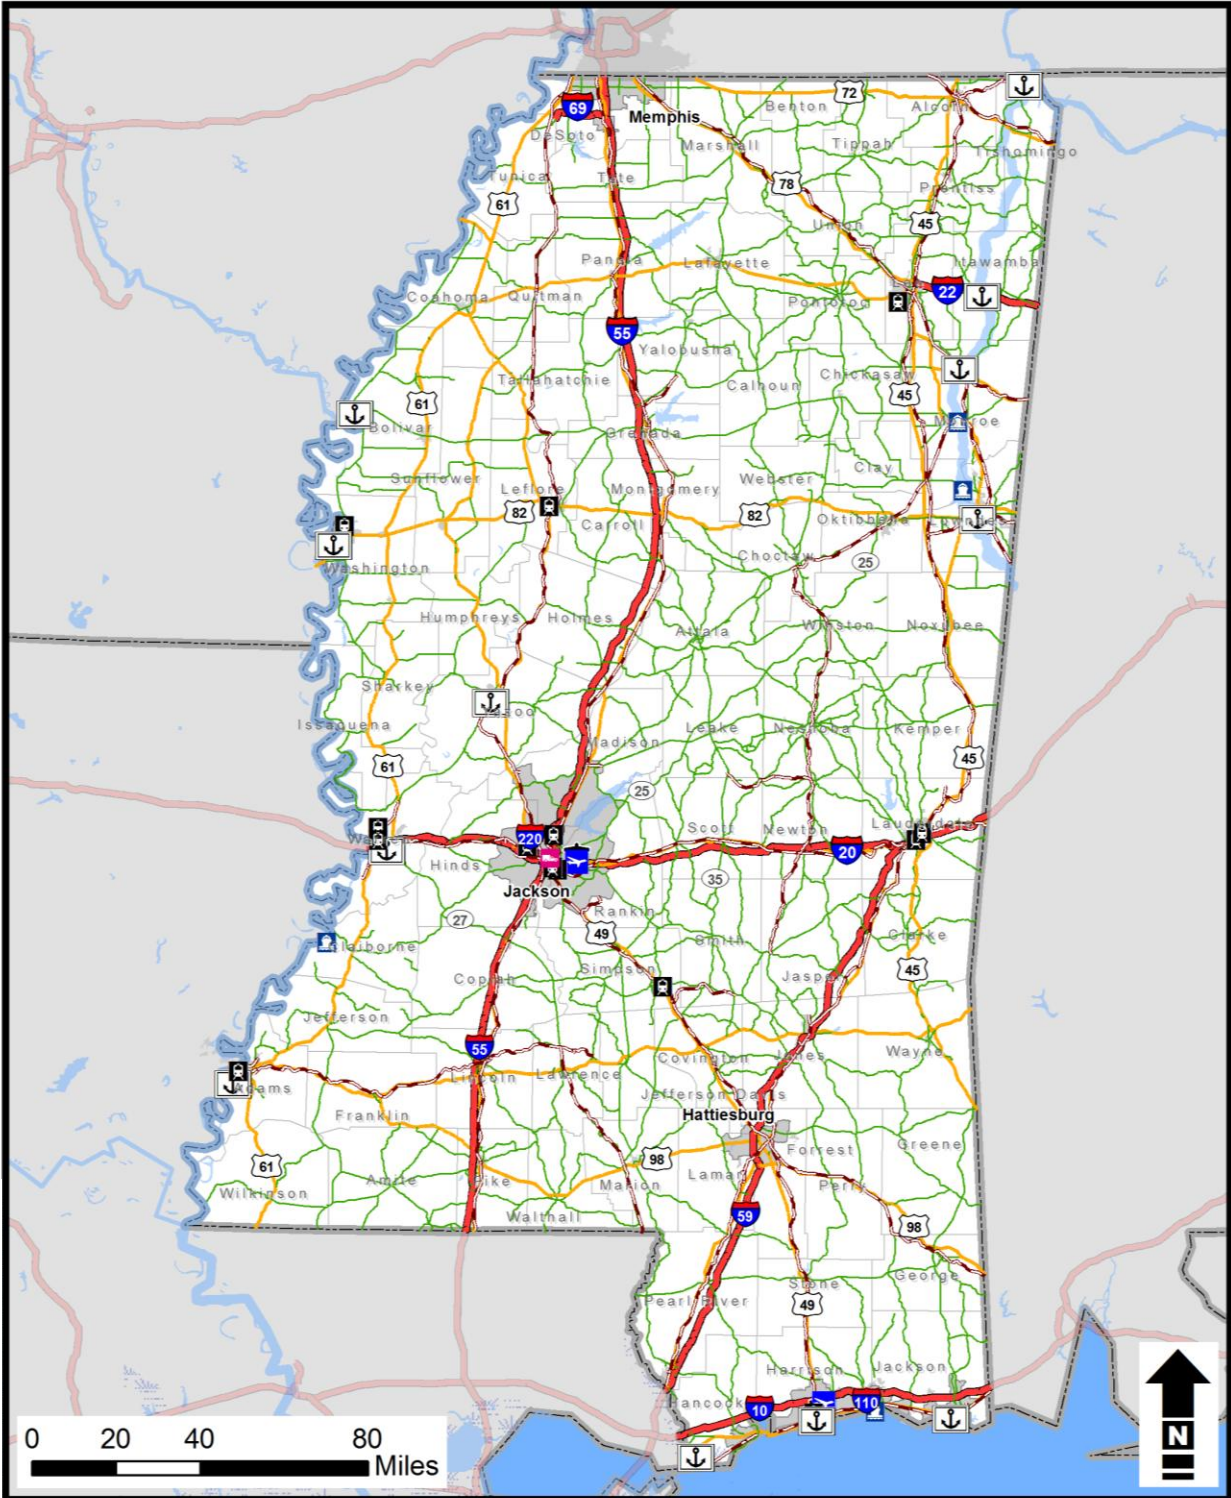 72
Benton
Alcorn
69
Memphis
DeSoto
Marshall
Tippah
Tishomingo
Tunica
Tate
78
Prentiss
61
45
Union
Panola
Lafayette
Itawamba
22
Coahoma
Quitman
Pontotoc
55
Yalobusha
Tallahatchie
Calhoun
Chickasaw
61
45
Bolivar
Grenada
Monroe
Clay
Sunflower
Leflore
Montgomery
Webster
82
82
Carroll
Oktibbeha
Lowndes
Choctaw
25
Washington
Humphreys
Holmes
Attala
Winston
Noxubee
Sharkey
Yazoo
Issaquena
Leake
Neshoba
Kemper
Madison
61
45
25
220
Scott
Newton
Lauderdale
Warren
20
Hinds
35
Jackson
Rankin
27
49
Smith
Clarke
Claiborne
Simpson
Jasper
45
Copiah
Jefferson
55
Covington
Jones
Wayne
Adams
Lincoln
Lawrence
Jefferson Davis
Franklin
Hattiesburg
Forrest
Greene
98
61
Lamar
Amite
Pike
Marion
Perry
Wilkinson
Walthall
59
98
Stone
George
Pearl River
49
Harrison
Jackson
Hancock
10
110
0 20 40 80
Miles
N